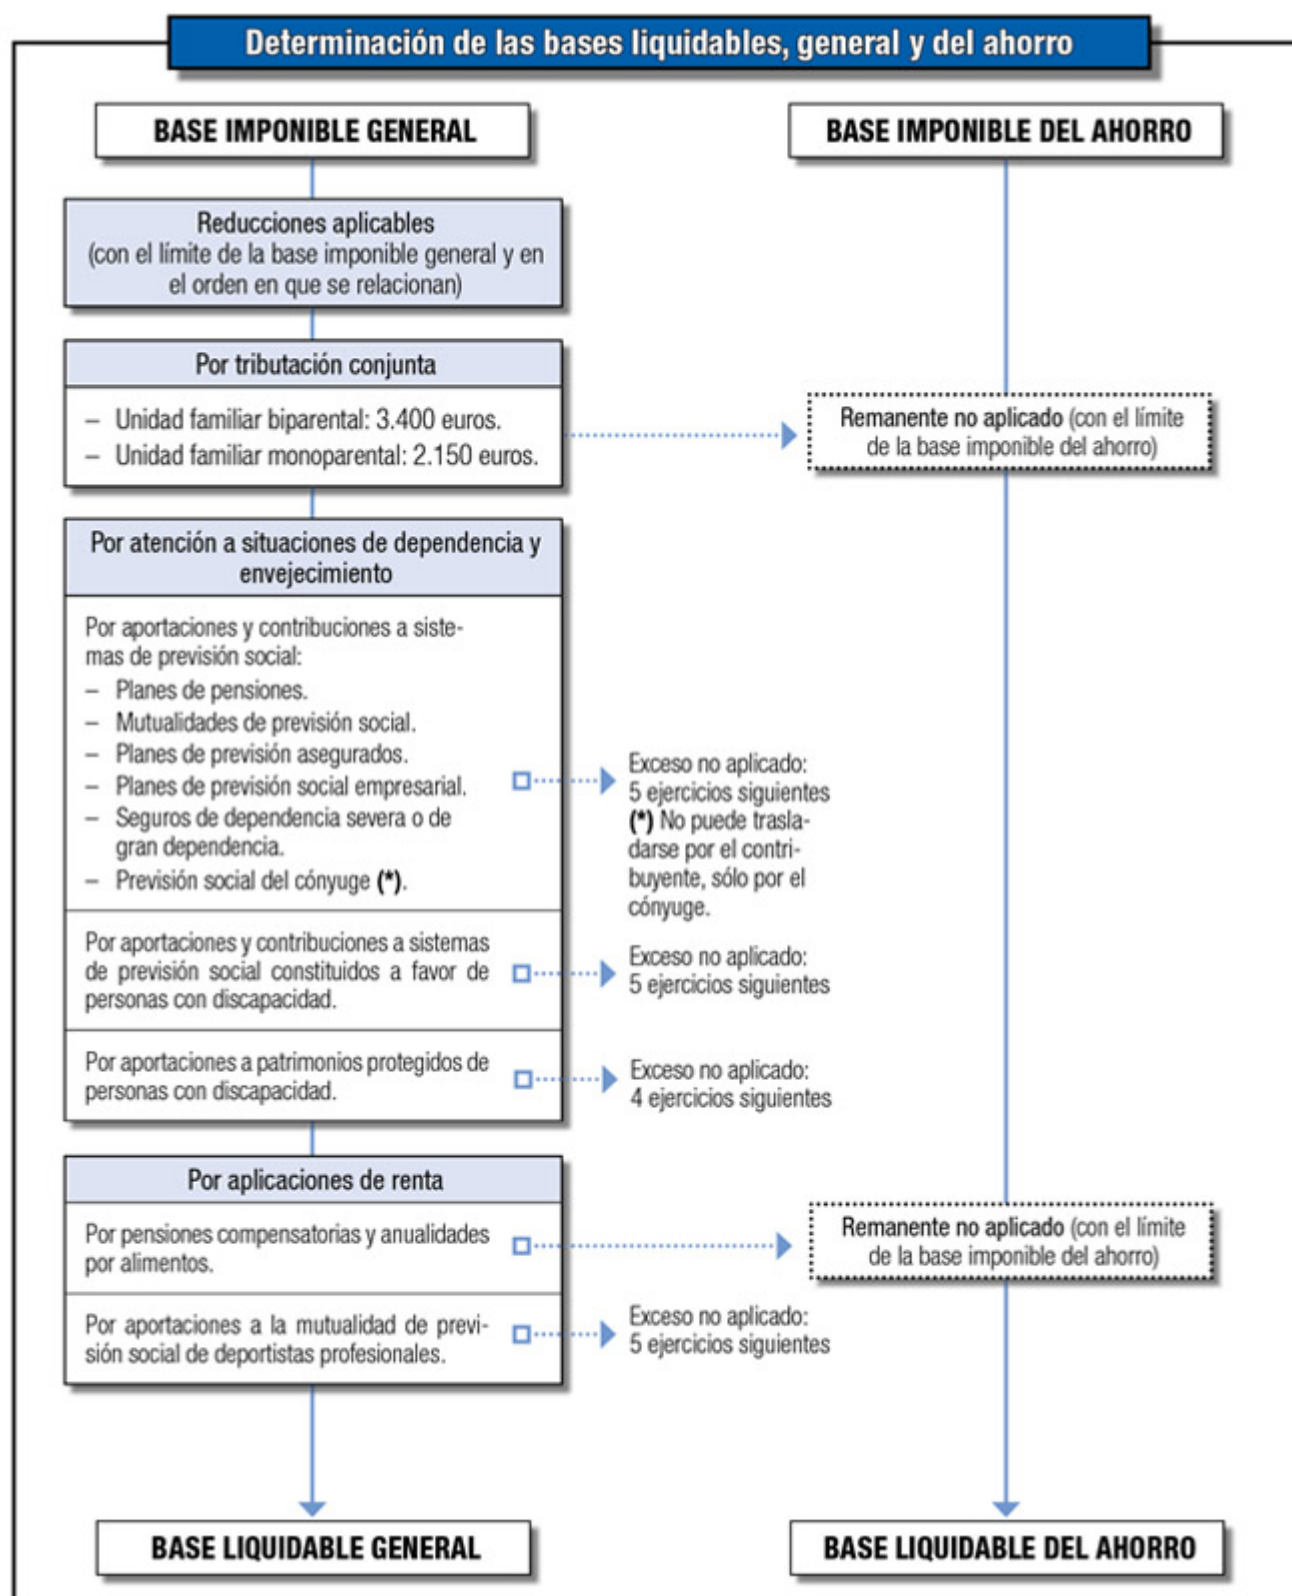 Determinación de las bases liquidables, general y del ahorro
BASE IMPONIBLE GENERAL
BASE IMPONIBLE DEL AHORRO
Reducciones aplicables
(con el límite de la base imponible general y en
el orden en que se relacionan)
Por tributación conjunta
– Unidad familiar biparental: 3.400 euros.
– Unidad familiar monoparental: 2.150 euros.
Remanente no aplicado (con el límite
de la base imponible del ahorro)
Por atención a situaciones de dependencia y
envejecimiento
Por aportaciones y contribuciones a siste-
mas de previsión social:
– Planes de pensiones.
– Mutualidades de previsión social.
– Planes de previsión asegurados.
– Planes de previsión social empresarial.
– Seguros de dependencia severa o de
gran dependencia.
– Previsión social del cónyuge (*).
Exceso no aplicado:
5 ejercicios siguientes
(*) No puede trasla-
darse por el contri-
buyente, sólo por el
cónyuge.
Por aportaciones y contribuciones a sistemas
de previsión social constituidos a favor de
personas con discapacidad.
Exceso no aplicado:
5 ejercicios siguientes
Por aportaciones a patrimonios protegidos de
personas con discapacidad.
Exceso no aplicado:
4 ejercicios siguientes
Por aplicaciones de renta
Por pensiones compensatorias y anualidades
por alimentos.
Remanente no aplicado (con el límite
de la base imponible del ahorro)
Por aportaciones a la mutualidad de previ-
sión social de deportistas profesionales.
Exceso no aplicado:
5 ejercicios siguientes
BASE LIQUIDABLE GENERAL
BASE LIQUIDABLE DEL AHORRO